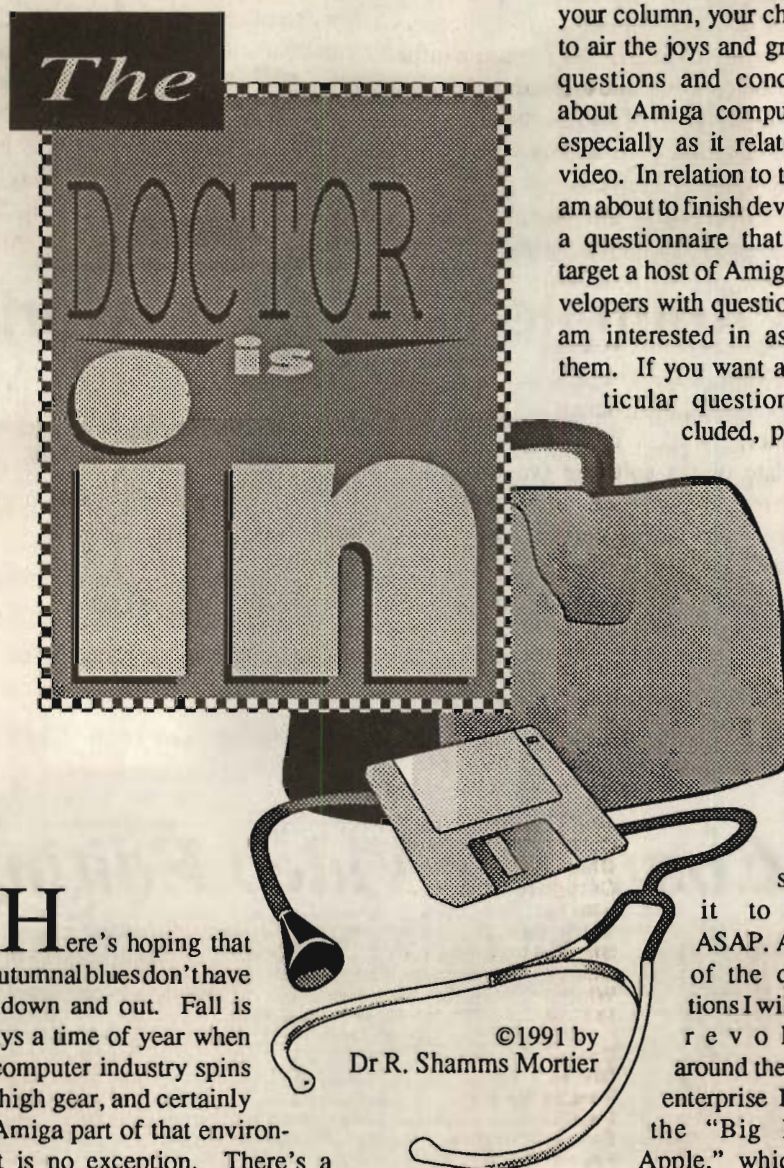 The
DOCTOR
is
in
Here's hoping that
utumnal blues don't have
down and out. Fall is
ys a time of year when
computer industry spins
high gear, and certainly
Amiga part of that environ-
t is no exception. There's a
©1991 by
Dr R. Shamms Mortier
your column, your ch
to air the joys and gr
questions and conc
about Amiga compu
especially as it relat
video. In relation to t
am about to finish dev
a questionnaire that
target a host of Amig
velopers with questio
am interested in as
them. If you want a
ticular question
cluded, p
s
it to
ASAP. A
of the
tions I wi
revol
around the
enterprise
the "Big
Apple," whic